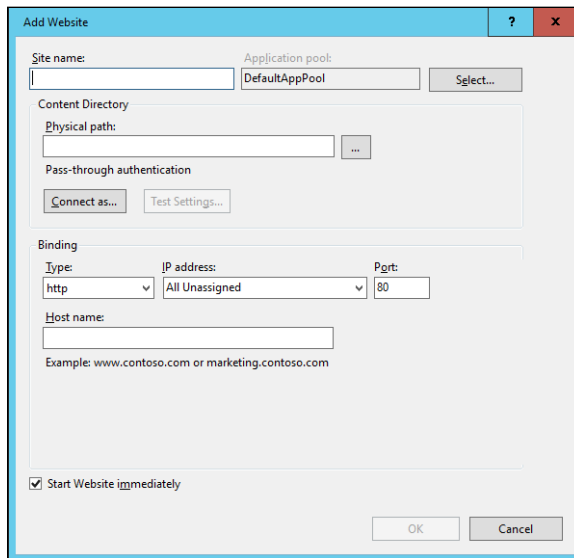 Add Website
?
x
Site name:
Application pool:
DefaultAppPool
Select...
Content Directory
Physical path:
...
Pass-through authentication
Connect as...
Test Settings...
Binding
Type:
IP address:
Port:
http
All Unassigned
80
Host name:
Example: www.contoso.com or marketing.contoso.com
Start Website immediately
OK
Cancel